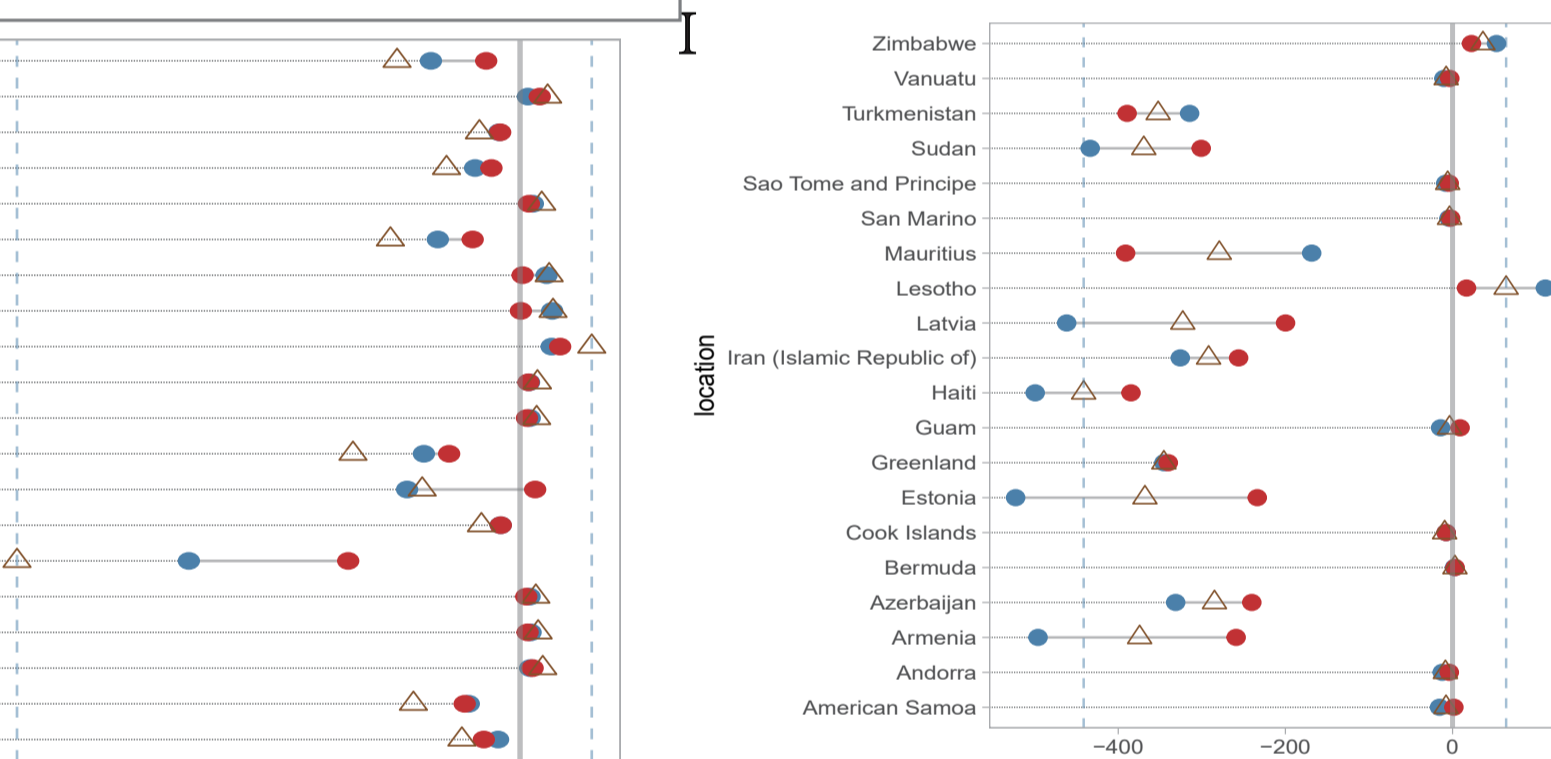 I
location
Zimbabwe
Vanuatu
Turkmenistan
Sudan
Sao Tome and Principe
San Marino
Mauritius
Lesotho
Latvia
Iran (Islamic Republic of)
Haiti
Guam
Greenland
Estonia
Cook Islands
Bermuda
Azerbaijan
Armenia
Andorra
American Samoa
−400 −200 0